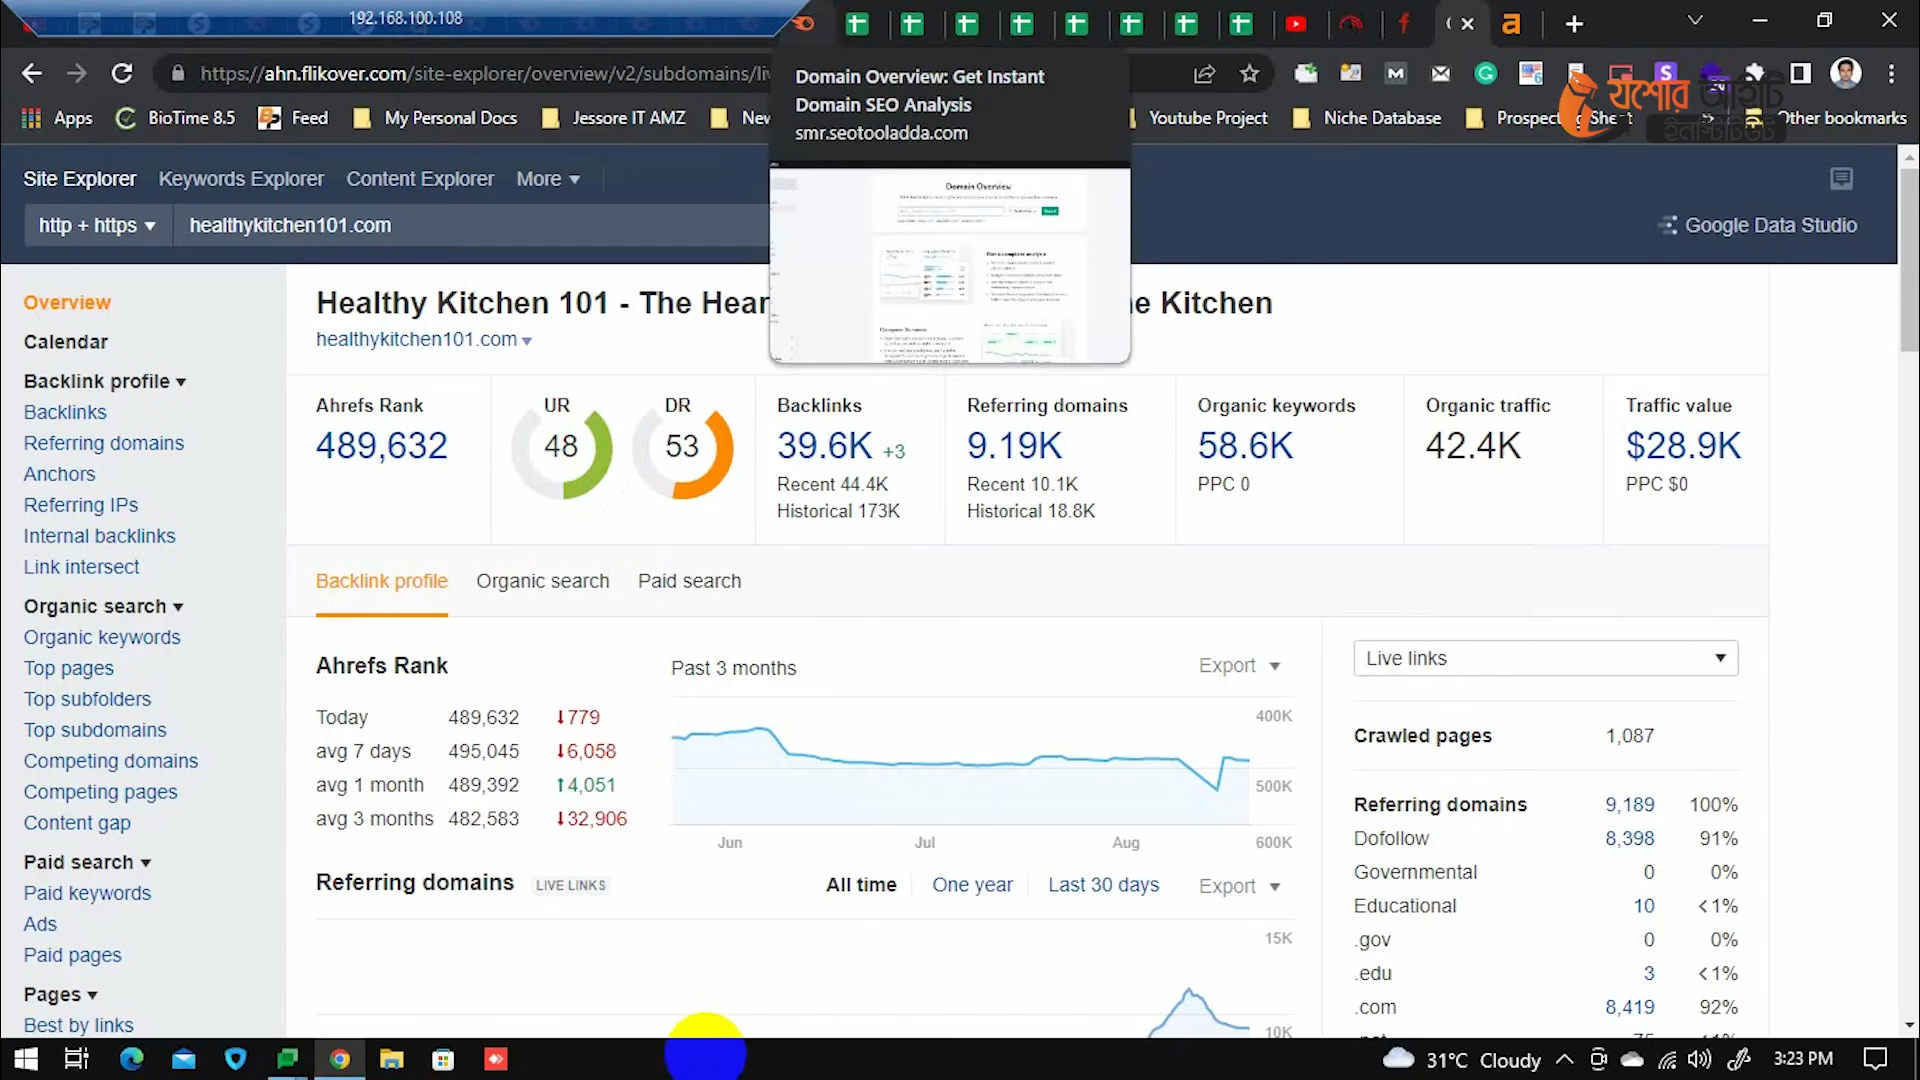 192.168.100.108
https://ahn.flikover.com/site-explorer/overview/v2/subdomains/liv
Domain Overview: Get Instant
Domain SEO Analysis
smr.seotooladda.com
যশোর আইটি
ইনস্টিটিউট
Apps
BioTime 8.5
Feed
My Personal Docs
Jessore IT AMZ
New
Youtube Project
Niche Database
Prospecting Sheet
Other bookmarks
Site Explorer
Keywords Explorer
Content Explorer
More
http + https
healthykitchen101.com
Google Data Studio
Domain Overview
Overview
Calendar
Backlink profile
Backlinks
Referring domains
Anchors
Referring IPs
Internal backlinks
Link intersect
Organic search
Organic keywords
Top pages
Top subfolders
Top subdomains
Competing domains
Competing pages
Content gap
Paid search
Paid keywords
Ads
Paid pages
Pages
Best by links
Healthy Kitchen 101 - The Hear
e Kitchen
healthykitchen101.com
Ahrefs Rank
489,632
UR
48
DR
53
Backlinks
39.6K +3
Recent 44.4K
Historical 173K
Referring domains
9.19K
Recent 10.1K
Historical 18.8K
Organic keywords
58.6K
PPC 0
Organic traffic
42.4K
Traffic value
$28.9K
PPC $0
Backlink profile
Organic search
Paid search
Ahrefs Rank
Today 489,632 ↓779
avg 7 days 495,045 ↓6,058
avg 1 month 489,392 ↑4,051
avg 3 months 482,583 ↓32,906
Past 3 months
Export
400K
500K
600K
Jun
Jul
Aug
Referring domains LIVE LINKS
All time
One year
Last 30 days
Export
15K
10K
Live links
Crawled pages 1,087
Referring domains 9,189 100%
Dofollow 8,398 91%
Governmental 0 0%
Educational 10 <1%
.gov 0 0%
.edu 3 <1%
.com 8,419 92%
31°C Cloudy
3:23 PM